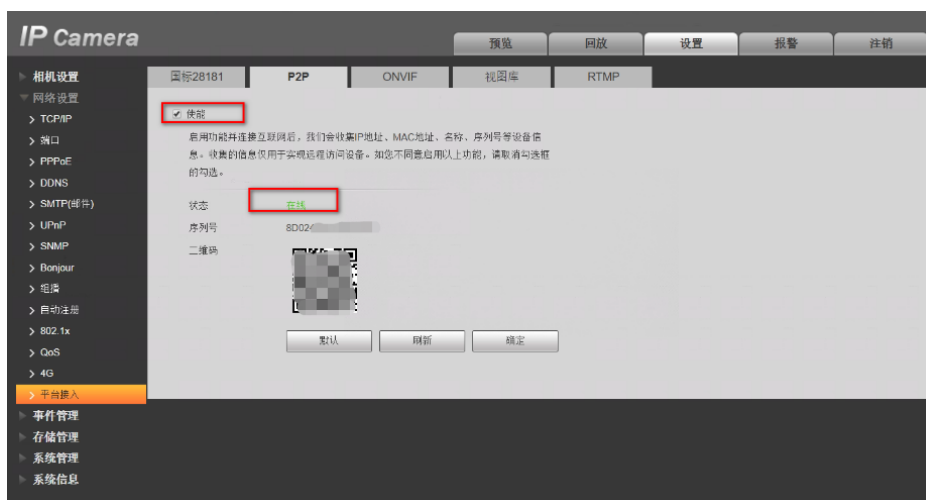 IP Camera
预览 回放 设置 报警 注销
相机设置
网络设置
TCP/IP
端口
PPPoE
DDNS
SMTP(邮件)
UPnP
SNMP
Bonjour
组播
自动注册
802.1x
QoS
4G
平台接入
事件管理
存储管理
系统管理
系统信息
国标28181 P2P ONVIF 视图库 RTMP
使能
启用功能并连接互联网后，我们会收集IP地址、MAC地址、名称、序列号等设备信
息。收集的信息仅用于实现远程访问设备。如您不同意启用以上功能，请取消勾选框
的勾选。
状态 在线
序列号 8D024
二维码
默认 刷新 确定